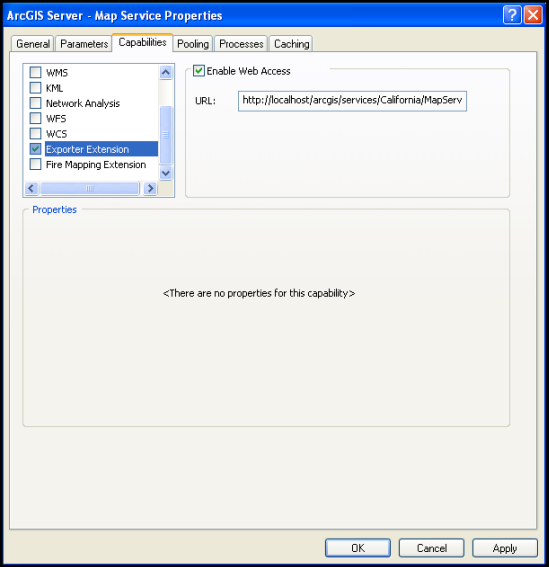 ArcGIS Server - Map Service Properties
General Parameters Capabilities Pooling Processes Caching
WMS
KML
Network Analysis
WFS
WCS
Exporter Extension
Fire Mapping Extension
Enable Web Access
URL: http://localhost/arcgis/services/California/MapServ
Properties
<There are no properties for this capability>
OK Cancel Apply